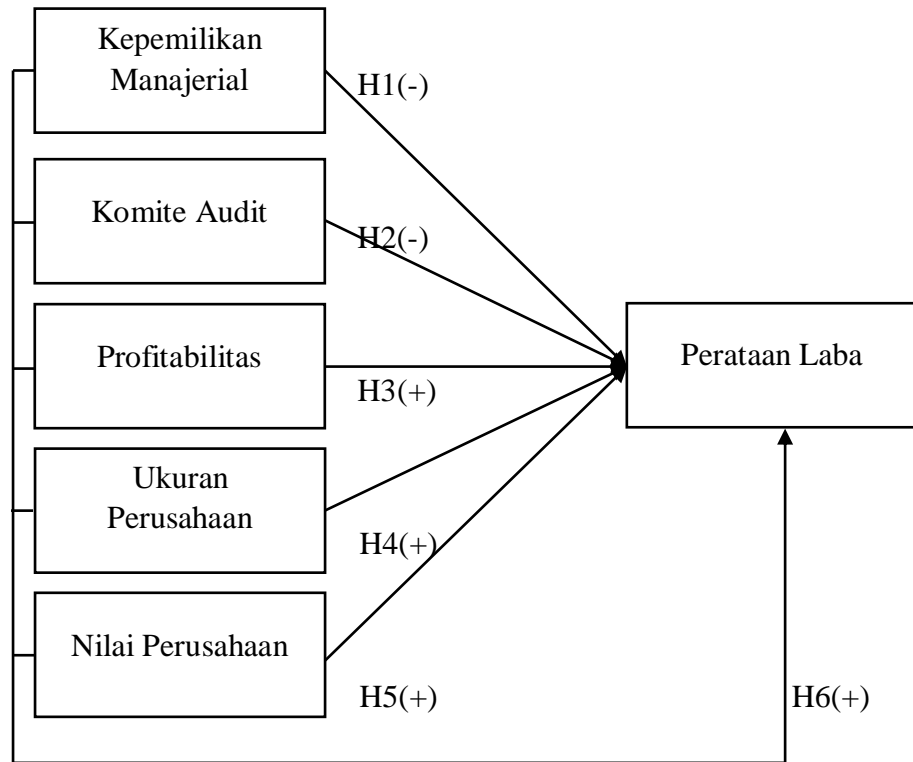 Kepemilikan
Manajerial
H1(-)
Komite Audit
H2(-)
Profitabilitas
H3(+)
Perataan Laba
Ukuran
Perusahaan
H4(+)
Nilai Perusahaan
H5(+)
H6(+)